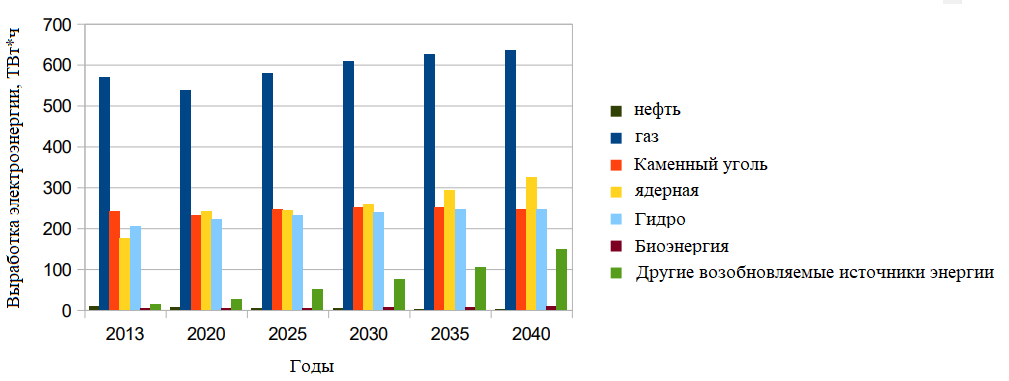 Выработка электроэнергии, ТВт*ч
700
600
500
400
300
200
100
0
2013 2020 2025 2030 2035 2040
Годы
нефть
газ
Каменный уголь
ядерная
Гидро
Биоэнергия
Другие возобновляемые источники энергии